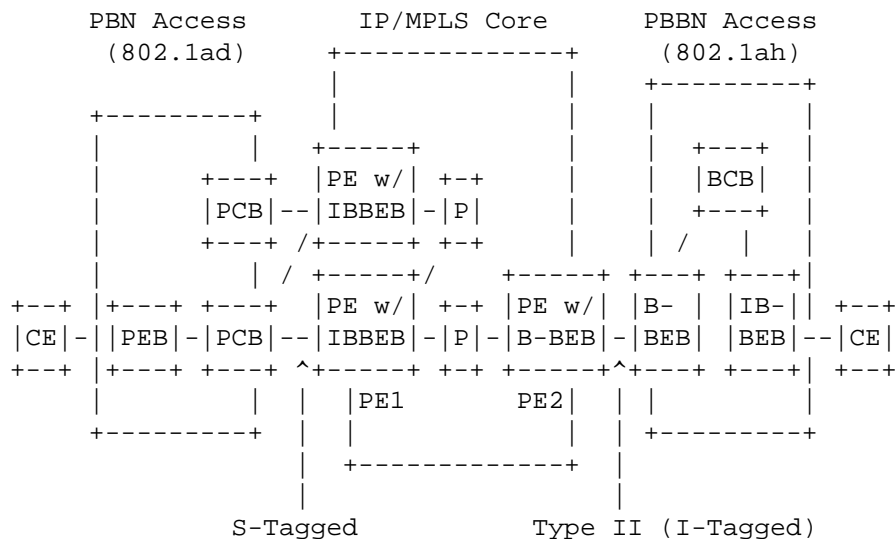 PBN Access IP/MPLS Core PBBN Access
(802.1ad) (802.1ah)
PE w/ BCB
PCB IBBEB P
PE w/ PE w/ B- IB-
CE PEB PCB IBBEB P B-BEB BEB BEB CE
PE1 PE2
S-Tagged Type II (I-Tagged)